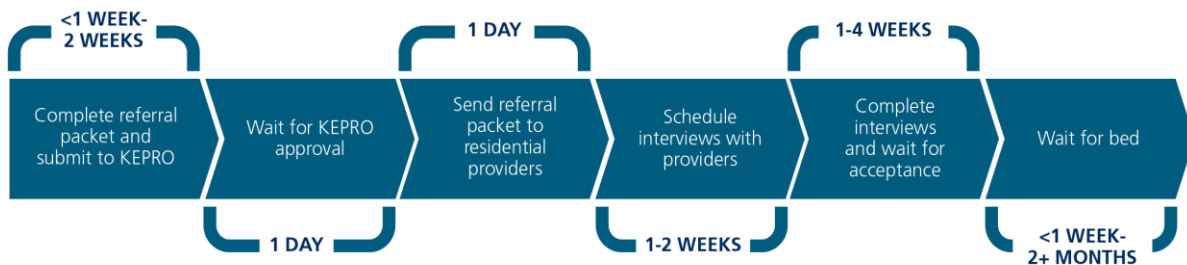 <1 WEEK-
2 WEEKS
1 DAY
1-4 WEEKS
Complete referral
packet and
submit to KEPRO
Wait for KEPRO
approval
Send referral
packet to
residential
providers
Schedule
interviews with
providers
Complete
interviews
and wait for
acceptance
Wait for bed
1 DAY
1-2 WEEKS
<1 WEEK-
2+ MONTHS